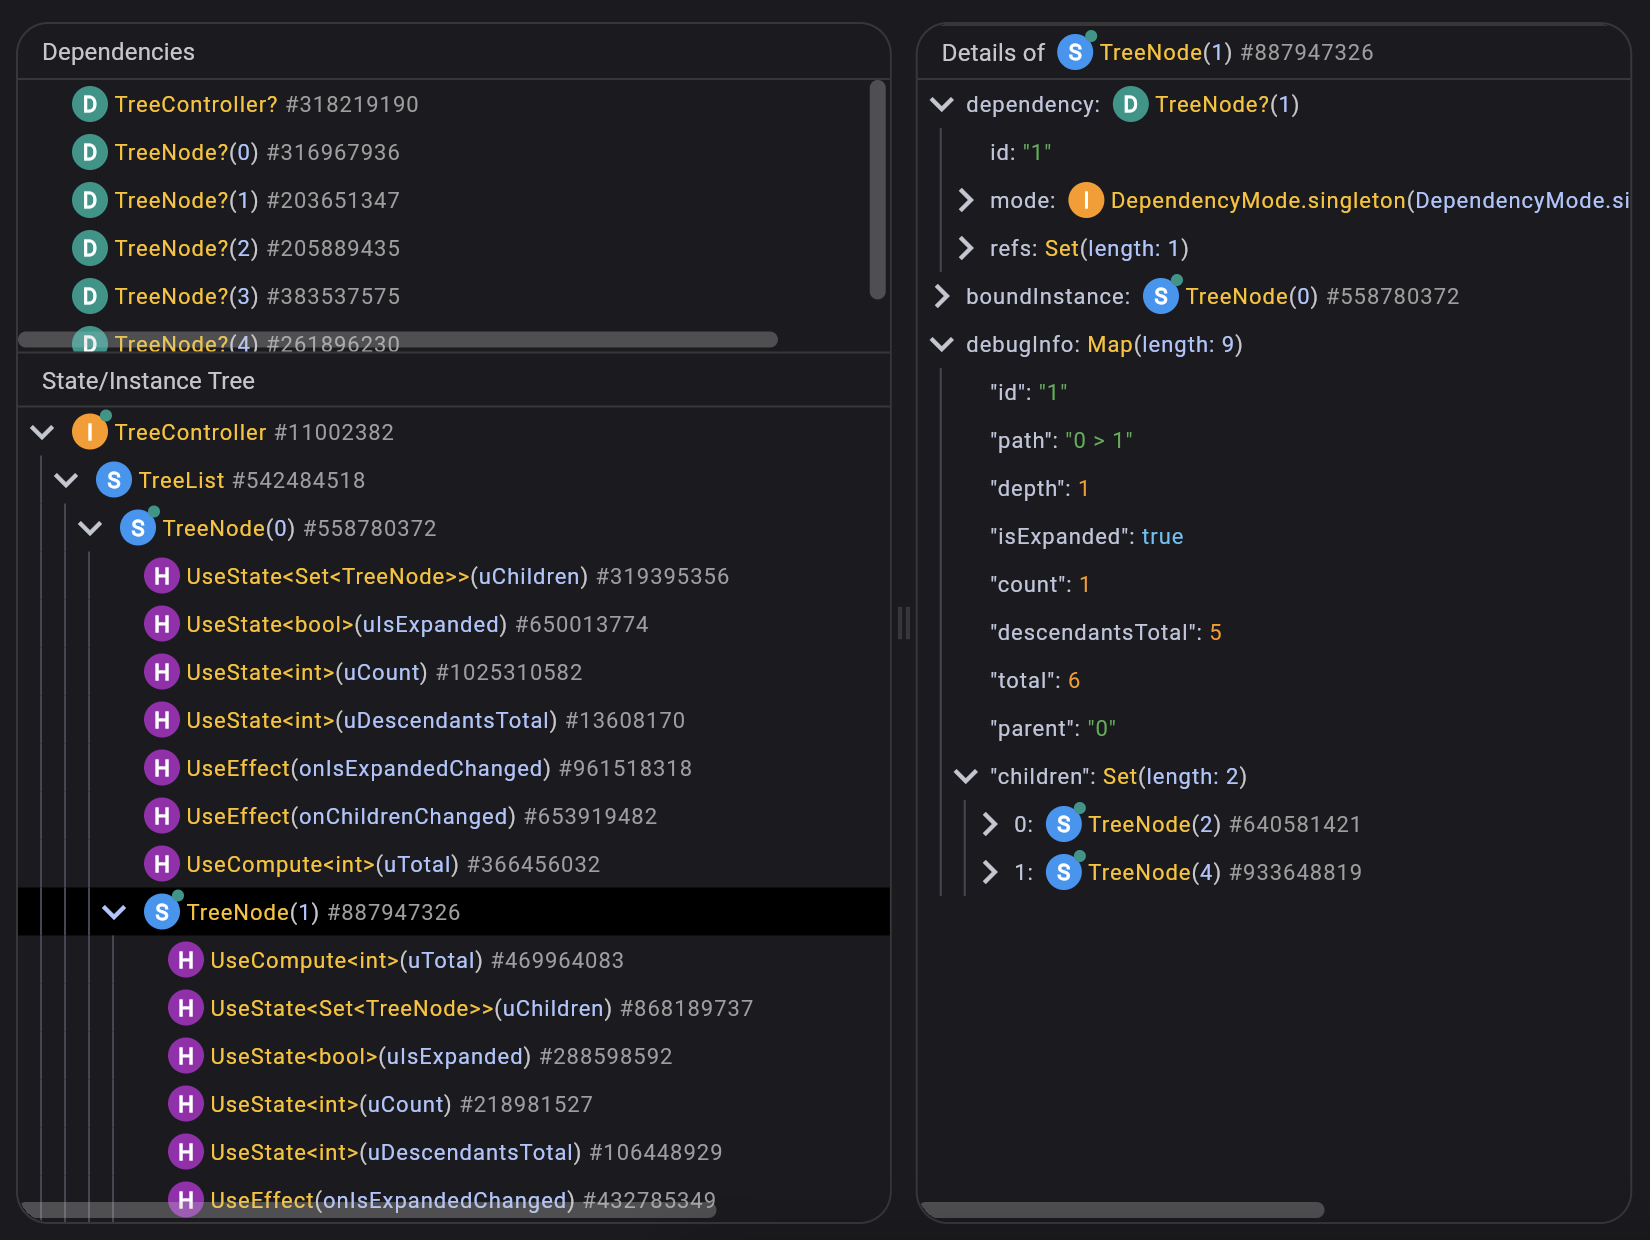 Dependencies
D TreeController? #318219190
D TreeNode?(0) #316967936
D TreeNode?(1) #203651347
D TreeNode?(2) #205889435
D TreeNode?(3) #383537575
D TreeNode?(4) #261896230
State/Instance Tree
I TreeController #11002382
S TreeList #542484518
S TreeNode(0) #558780372
H UseState<Set<TreeNode>>(uChildren) #319395356
H UseState<bool>(uIsExpanded) #650013774
H UseState<int>(uCount) #1025310582
H UseState<int>(uDescendantsTotal) #13608170
H UseEffect(onIsExpandedChanged) #961518318
H UseEffect(onChildrenChanged) #653919482
H UseCompute<int>(uTotal) #366456032
S TreeNode(1) #887947326
H UseCompute<int>(uTotal) #469964083
H UseState<Set<TreeNode>>(uChildren) #868189737
H UseState<bool>(uIsExpanded) #288598592
H UseState<int>(uCount) #218981527
H UseState<int>(uDescendantsTotal) #106448929
H UseEffect(onIsExpandedChanged) #432785349
Details of S TreeNode(1) #887947326
dependency: D TreeNode?(1)
id: "1"
mode: I DependencyMode.singleton(DependencyMode.si
refs: Set(length: 1)
boundInstance: S TreeNode(0) #558780372
debugInfo: Map(length: 9)
"id": "1"
"path": "0 > 1"
"depth": 1
"isExpanded": true
"count": 1
"descendantsTotal": 5
"total": 6
"parent": "0"
"children": Set(length: 2)
0: S TreeNode(2) #640581421
1: S TreeNode(4) #933648819